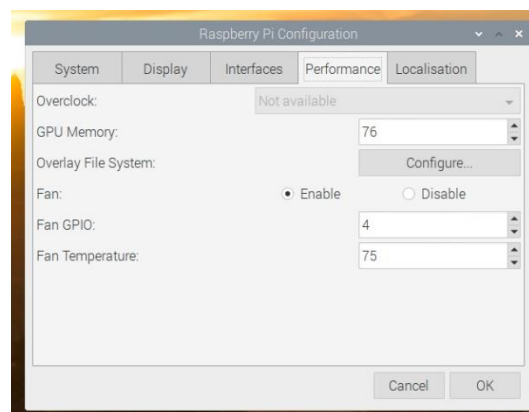 Raspberry Pi Configuration
System Display Interfaces Performance Localisation
Overclock: Not available
GPU Memory: 76
Overlay File System: Configure...
Fan: Enable Disable
Fan GPIO: 4
Fan Temperature: 75
Cancel OK